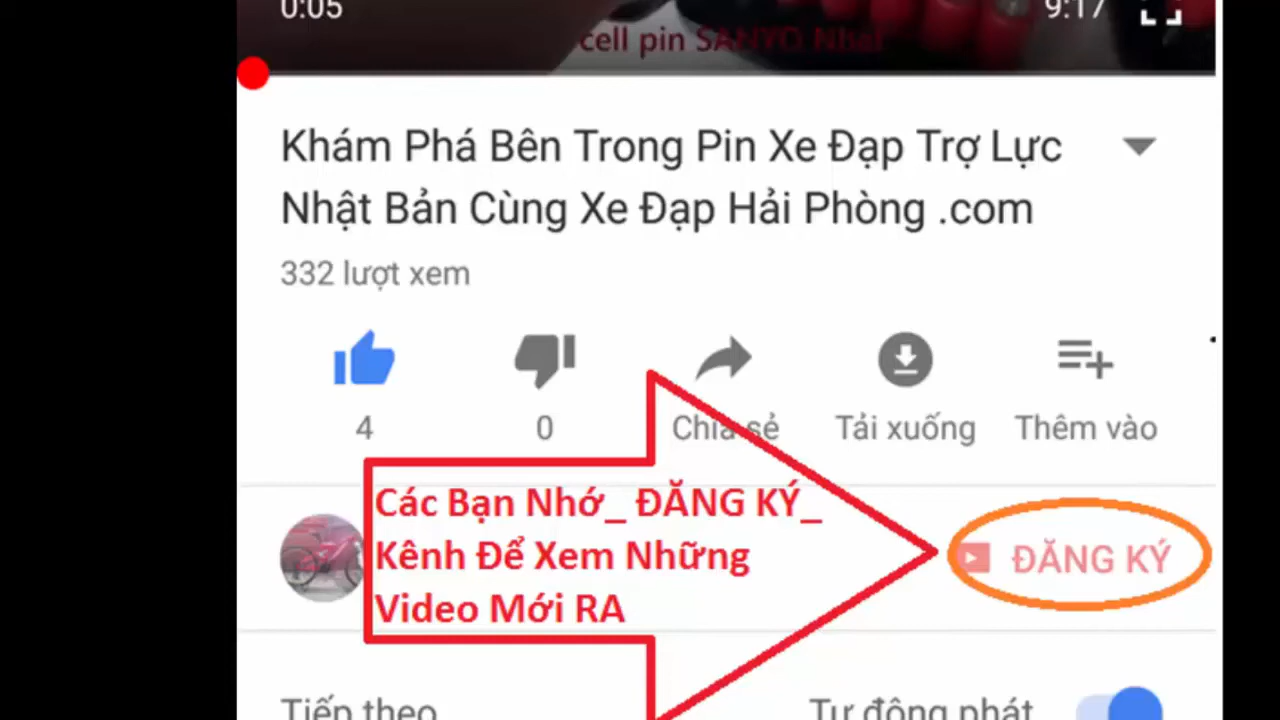 0:05
9:17
cell pin SANYO Nhật
Khám Phá Bên Trong Pin Xe Đạp Trợ Lực
Nhật Bản Cùng Xe Đạp Hải Phòng .com
332 lượt xem
4
0
Chia sẻ
Tải xuống
Thêm vào
Các Bạn Nhớ_ ĐĂNG KÝ_
Kênh Để Xem Những
Video Mới RA
ĐĂNG KÝ
Tiếp theo
Tự động phát